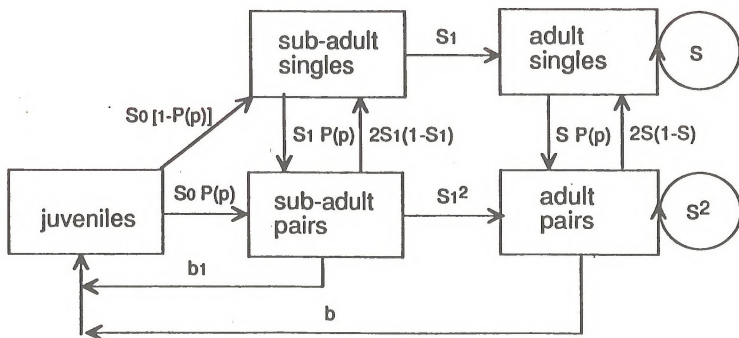 sub-adult
singles
S1
adult
singles
S
S0 [1-P(p)]
S1 P(p)
2S1(1-S1)
S P(p)
2S(1-S)
juveniles
S0 P(p)
sub-adult
pairs
S1²
adult
pairs
S²
b1
b